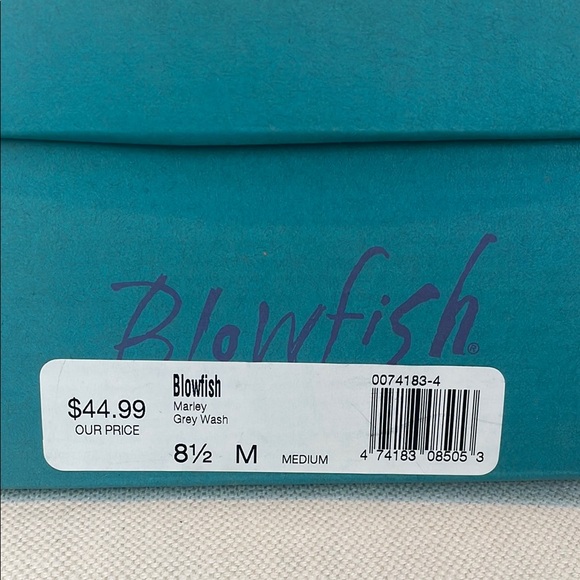 Blowfish®
$44.99
OUR PRICE
Blowfish
Marley
Grey Wash
8½ M MEDIUM
0074183-4
4 74183 08505 3